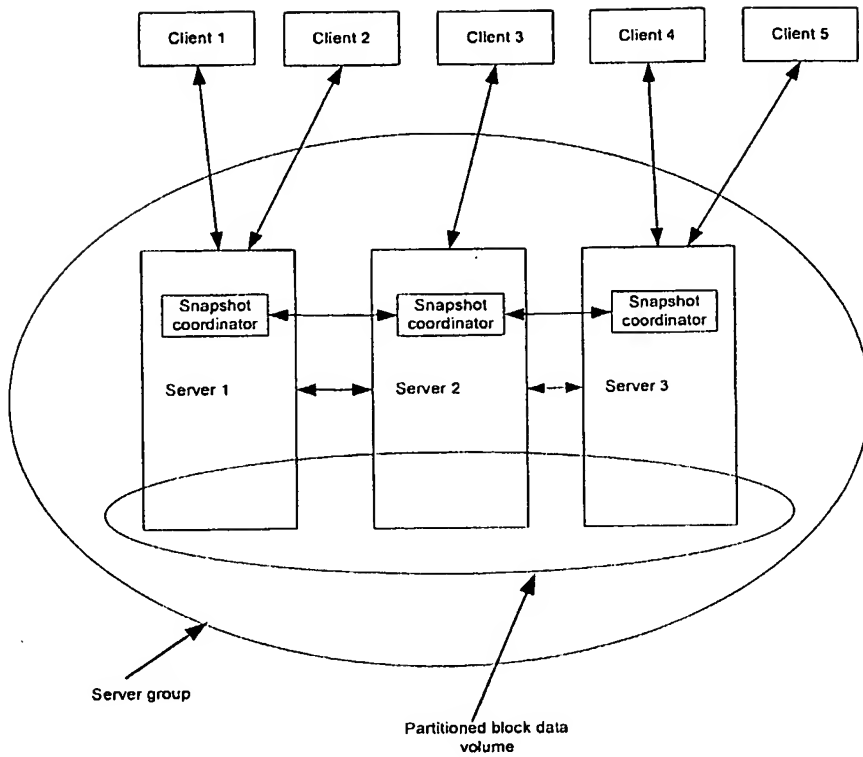 Client 1
Client 2
Client 3
Client 4
Client 5
Snapshot
coordinator
Snapshot
coordinator
Snapshot
coordinator
Server 1
Server 2
Server 3
Server group
Partitioned block data
volume